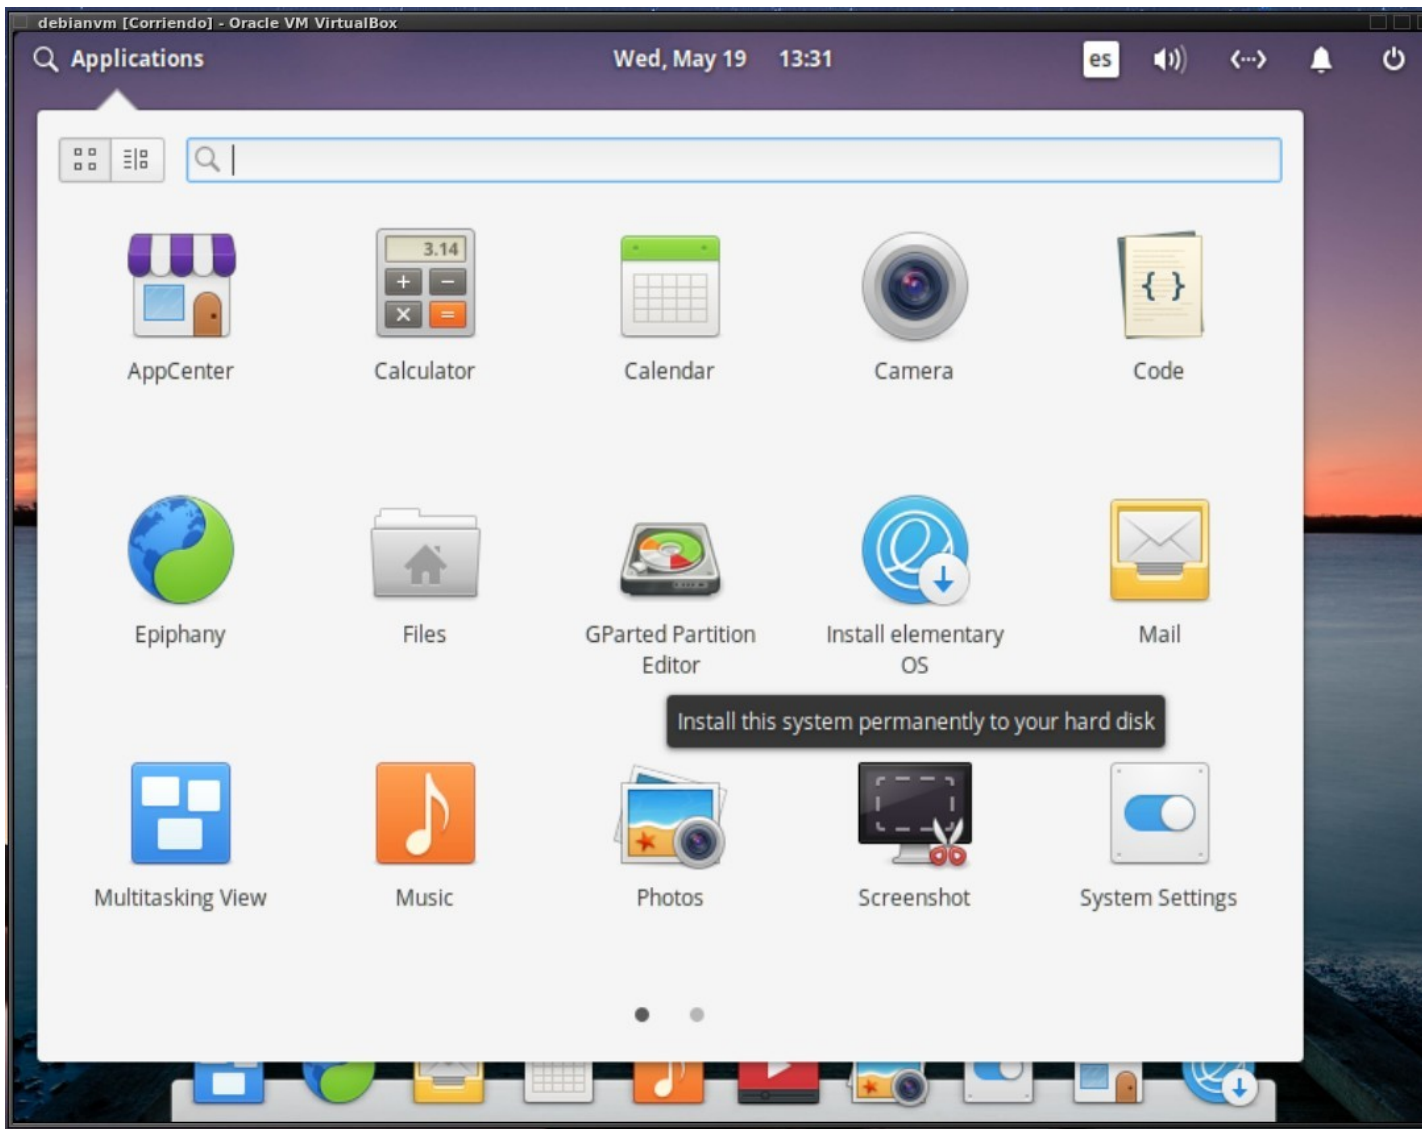 debianvm [Corriendo] - Oracle VM VirtualBox
Applications
Wed, May 19 13:31
es
3.14
AppCenter
Calculator
Calendar
Camera
Code
Epiphany
Files
GParted Partition
Editor
Install elementary
OS
Mail
Install this system permanently to your hard disk
Multitasking View
Music
Photos
Screenshot
System Settings